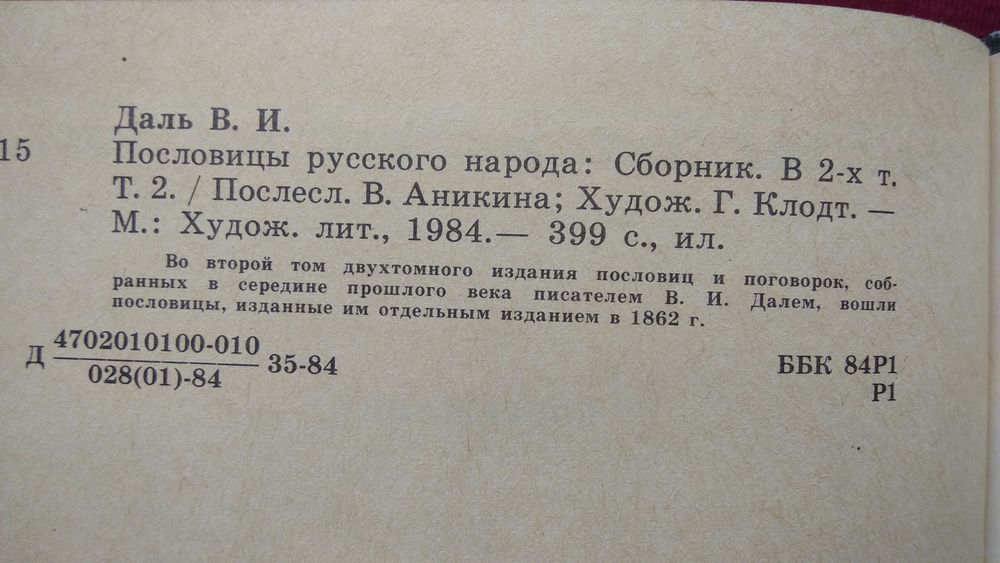 Даль В. И.
15 Пословицы русского народа: Сборник. В 2-х т.
Т. 2. / Послесл. В. Аникина; Худож. Г. Клодт. —
М.: Худож. лит., 1984.— 399 с., ил.
Во второй том двухтомного издания пословиц и поговорок, соб-
ранных в середине прошлого века писателем В. И. Далем, вошли
пословицы, изданные им отдельным изданием в 1862 г.
4702010100-010
Д 35-84
028(01)-84
ББК 84Р1
Р1